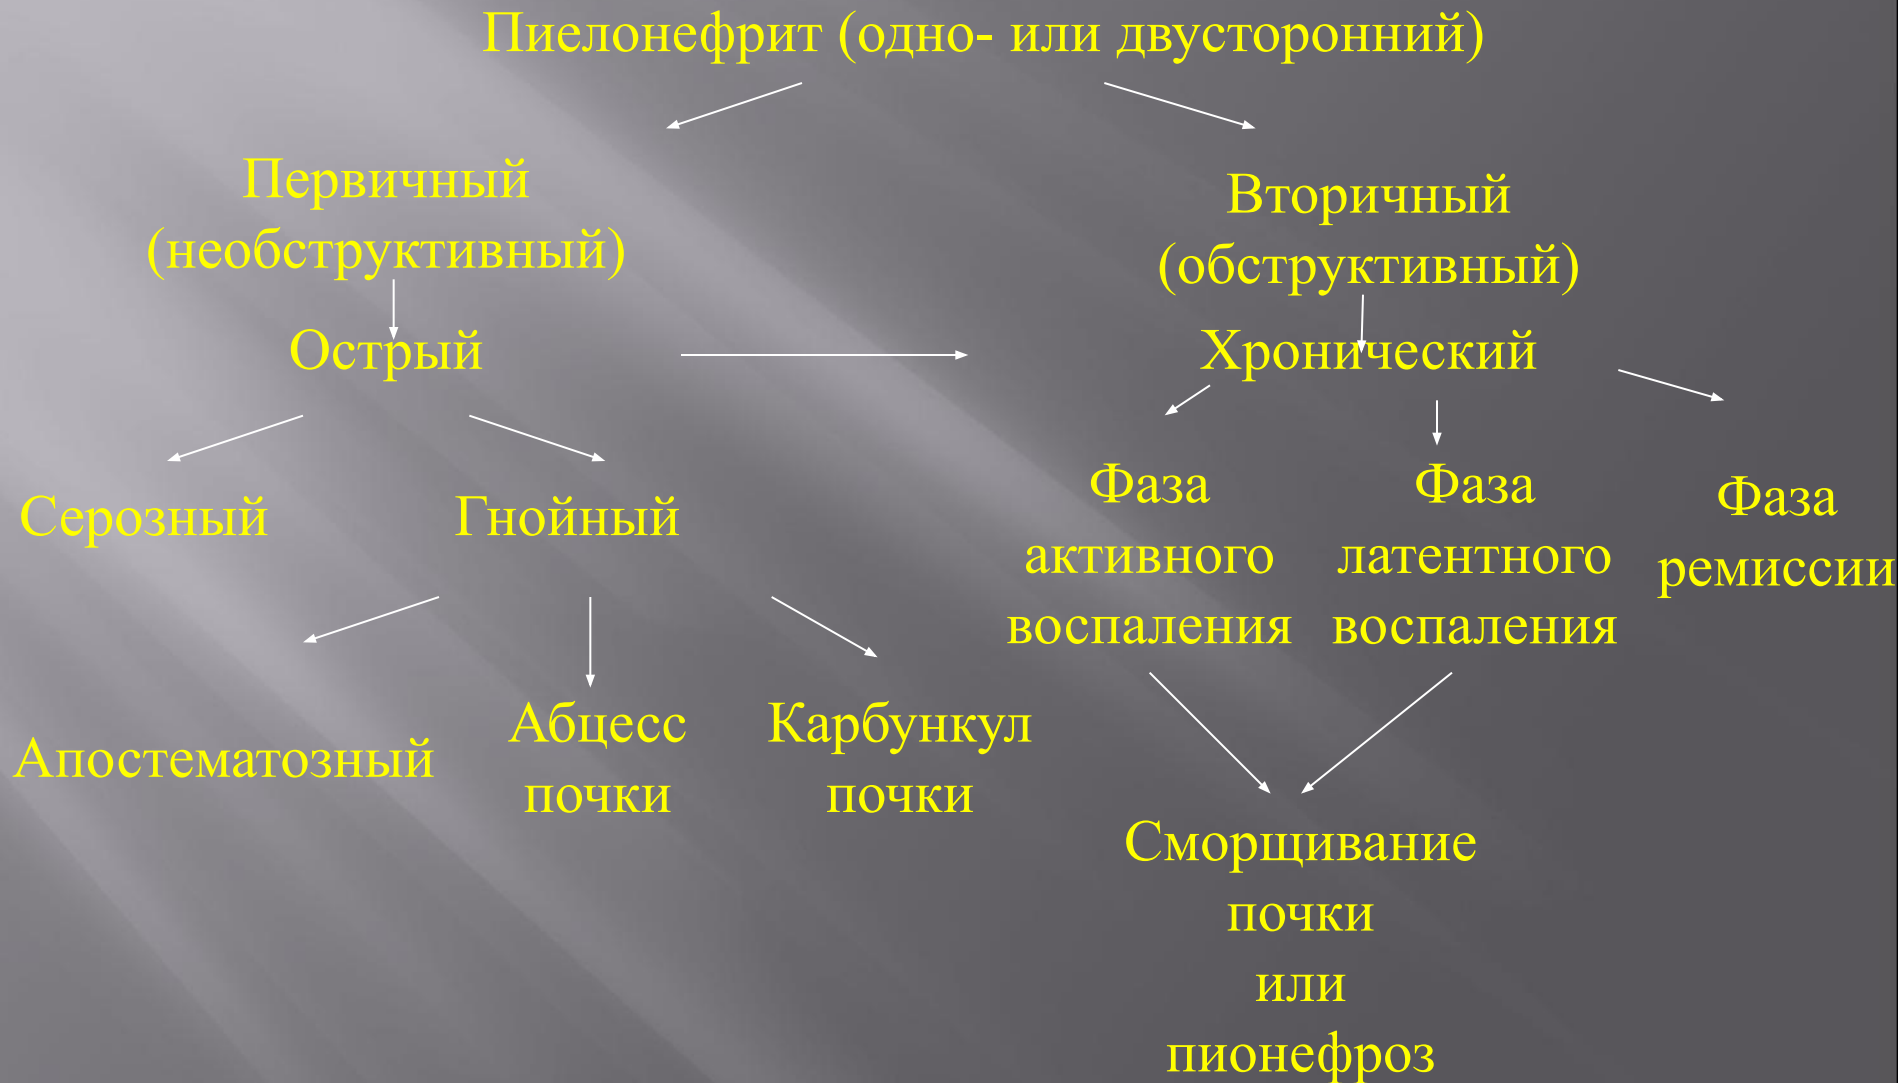 Пиелонефрит (одно- или двусторонний)
Первичный
(необструктивный)
Вторичный
(обструктивный)
Острый
Хронический
Серозный
Гнойный
Фаза
активного
воспаления
Фаза
латентного
воспаления
Фаза
ремиссии
Апостематозный
Абцесс
почки
Карбункул
почки
Сморщивание
почки
или
пионефроз